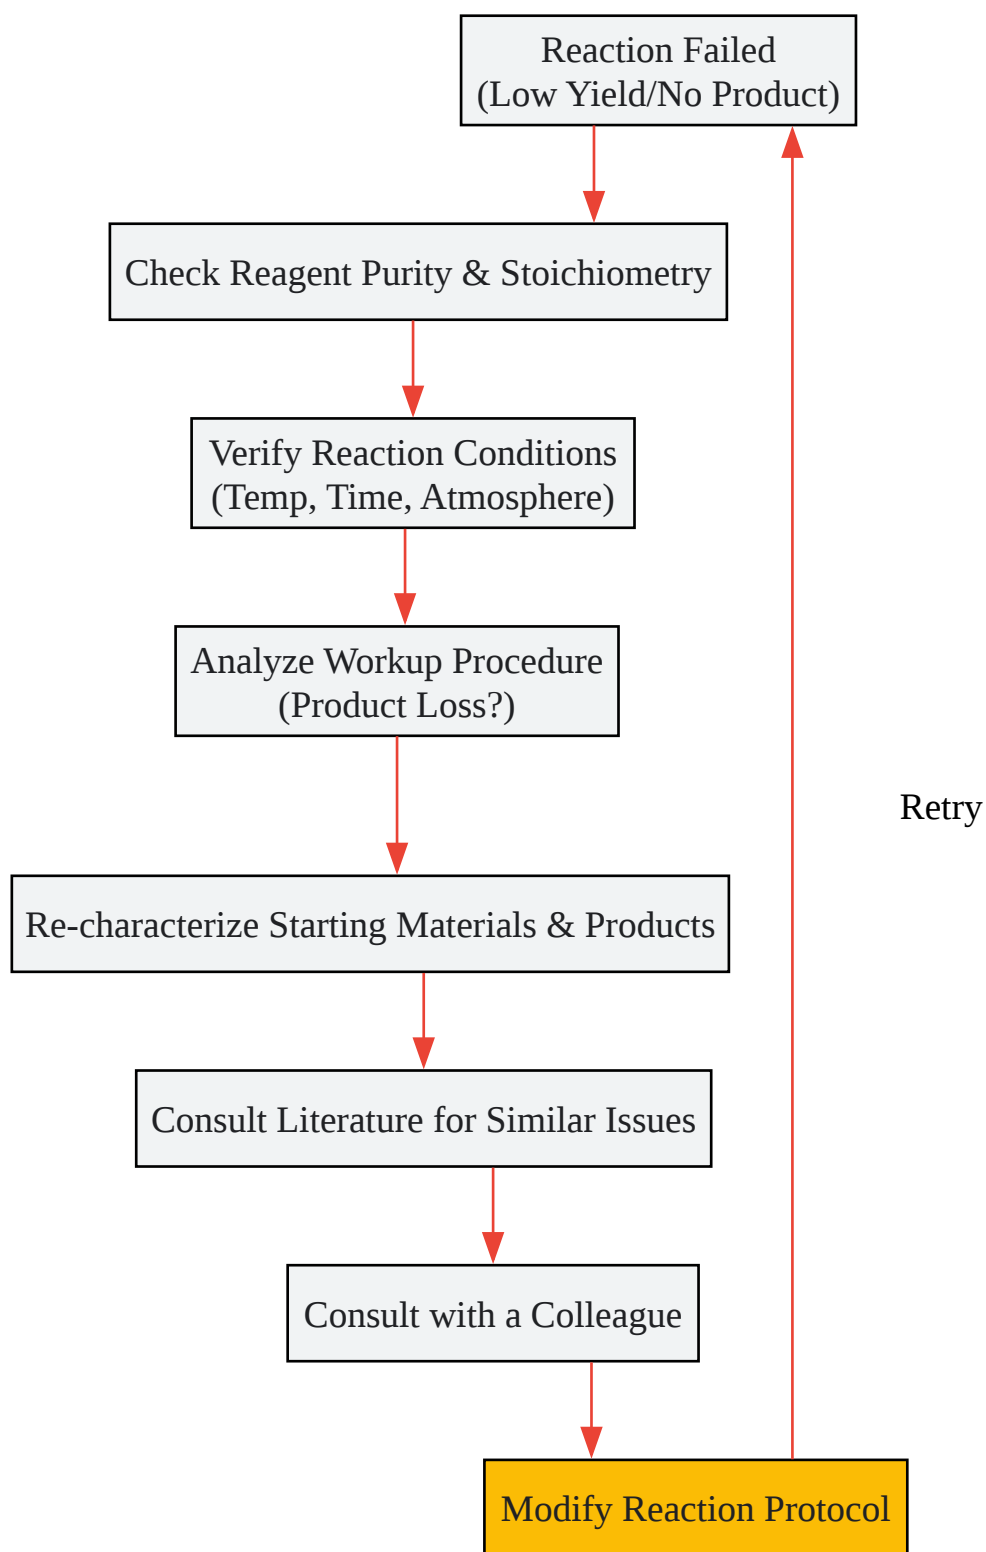 Reaction Failed
(Low Yield/No Product)
Check Reagent Purity & Stoichiometry
Verify Reaction Conditions
(Temp, Time, Atmosphere)
Analyze Workup Procedure
(Product Loss?)
Retry
Re-characterize Starting Materials & Products
Consult Literature for Similar Issues
Consult with a Colleague
Modify Reaction Protocol